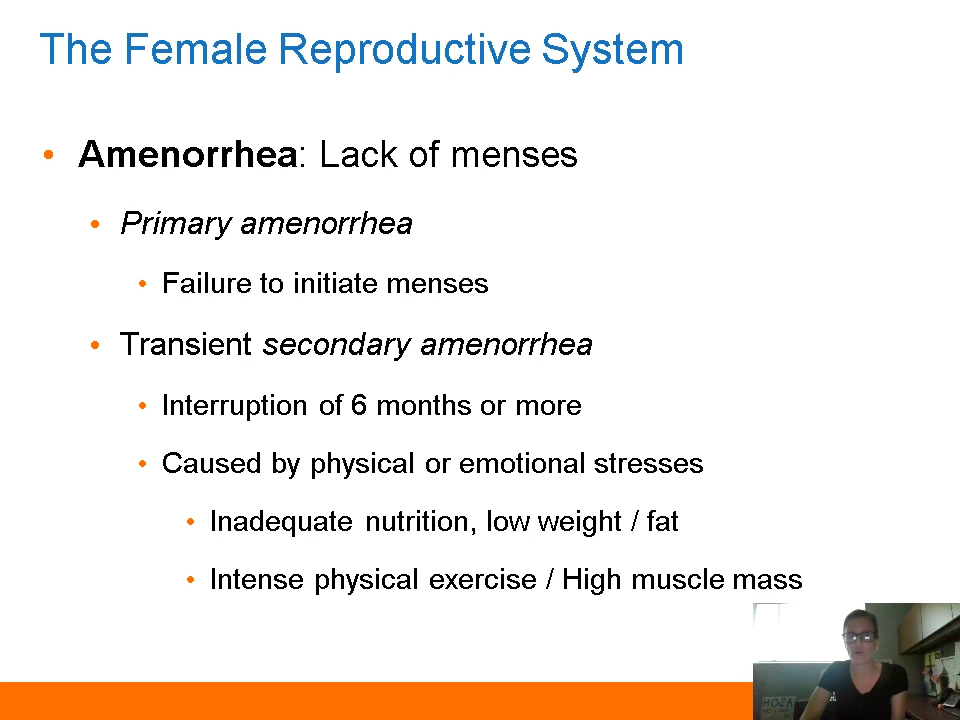 The Female Reproductive System
• Amenorrhea: Lack of menses
• Primary amenorrhea
• Failure to initiate menses
• Transient secondary amenorrhea
• Interruption of 6 months or more
• Caused by physical or emotional stresses
• Inadequate nutrition, low weight / fat
• Intense physical exercise / High muscle mass